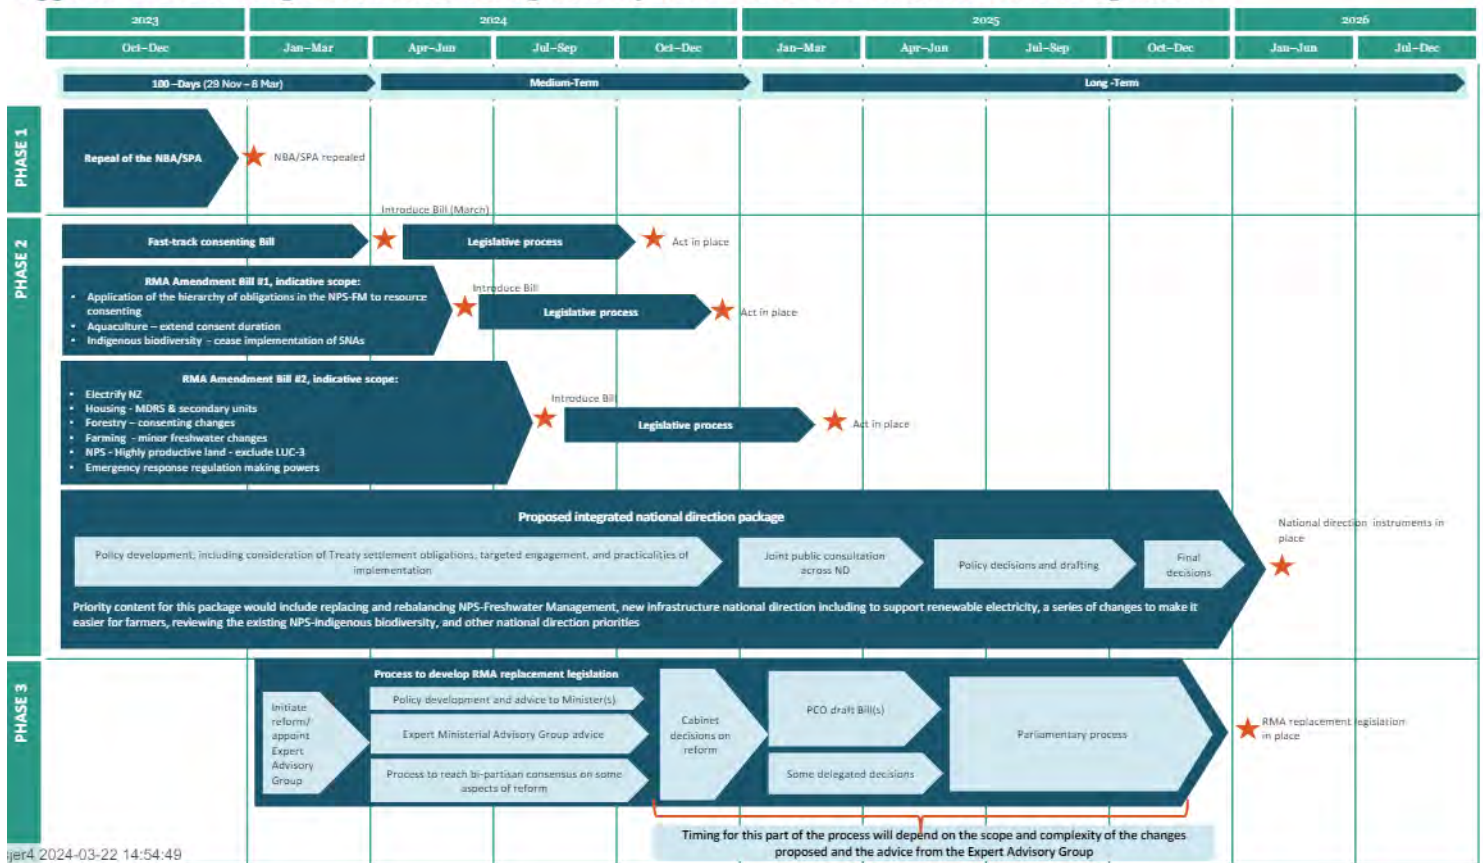 2023 2024 2025 2026
Oct–Dec Jan–Mar Apr–Jun Jul–Sep Oct–Dec Jan–Mar Apr–Jun Jul–Sep Oct–Dec Jan–Jun Jul–Dec
100 –Days (29 Nov – 8 Mar) Medium-Term Long -Term
PHASE 1
Repeal of the NBA/SPA
NBA/SPA repealed
PHASE 2
Introduce Bill (March)
Fast-track consenting Bill
Legislative process
Act in place
RMA Amendment Bill #1, indicative scope:
• Application of the hierarchy of obligations in the NPS-FM to resource
consenting
• Aquaculture – extend consent duration
• Indigenous biodiversity - cease implementation of SNAs
Introduce Bill
Legislative process
Act in place
RMA Amendment Bill #2, indicative scope:
• Electrify NZ
• Housing - MDRS & secondary units
• Forestry – consenting changes
• Farming - minor freshwater changes
• NPS - Highly productive land - exclude LUC-3
• Emergency response regulation making powers
Introduce Bill
Legislative process
Act in place
Proposed integrated national direction package
Policy development, including consideration of Treaty settlement obligations, targeted engagement, and practicalities of
implementation
Joint public consultation
across ND
Policy decisions and drafting
Final
decisions
National direction instruments in
place
Priority content for this package would include replacing and rebalancing NPS-Freshwater Management, new infrastructure national direction including to support renewable electricity, a series of changes to make it
easier for farmers, reviewing the existing NPS-indigenous biodiversity, and other national direction priorities
PHASE 3
Process to develop RMA replacement legislation
Initiate
reform/
appoint
Expert
Advisory
Group
Policy development and advice to Minister(s)
Expert Ministerial Advisory Group advice
Process to reach bi-partisan consensus on some
aspects of reform
Cabinet
decisions on
reform
PCO draft Bill(s)
Some delegated decisions
Parliamentary process
RMA replacement legislation
in place
Timing for this part of the process will depend on the scope and complexity of the changes
proposed and the advice from the Expert Advisory Group
jer4 2024-03-22 14:54:49